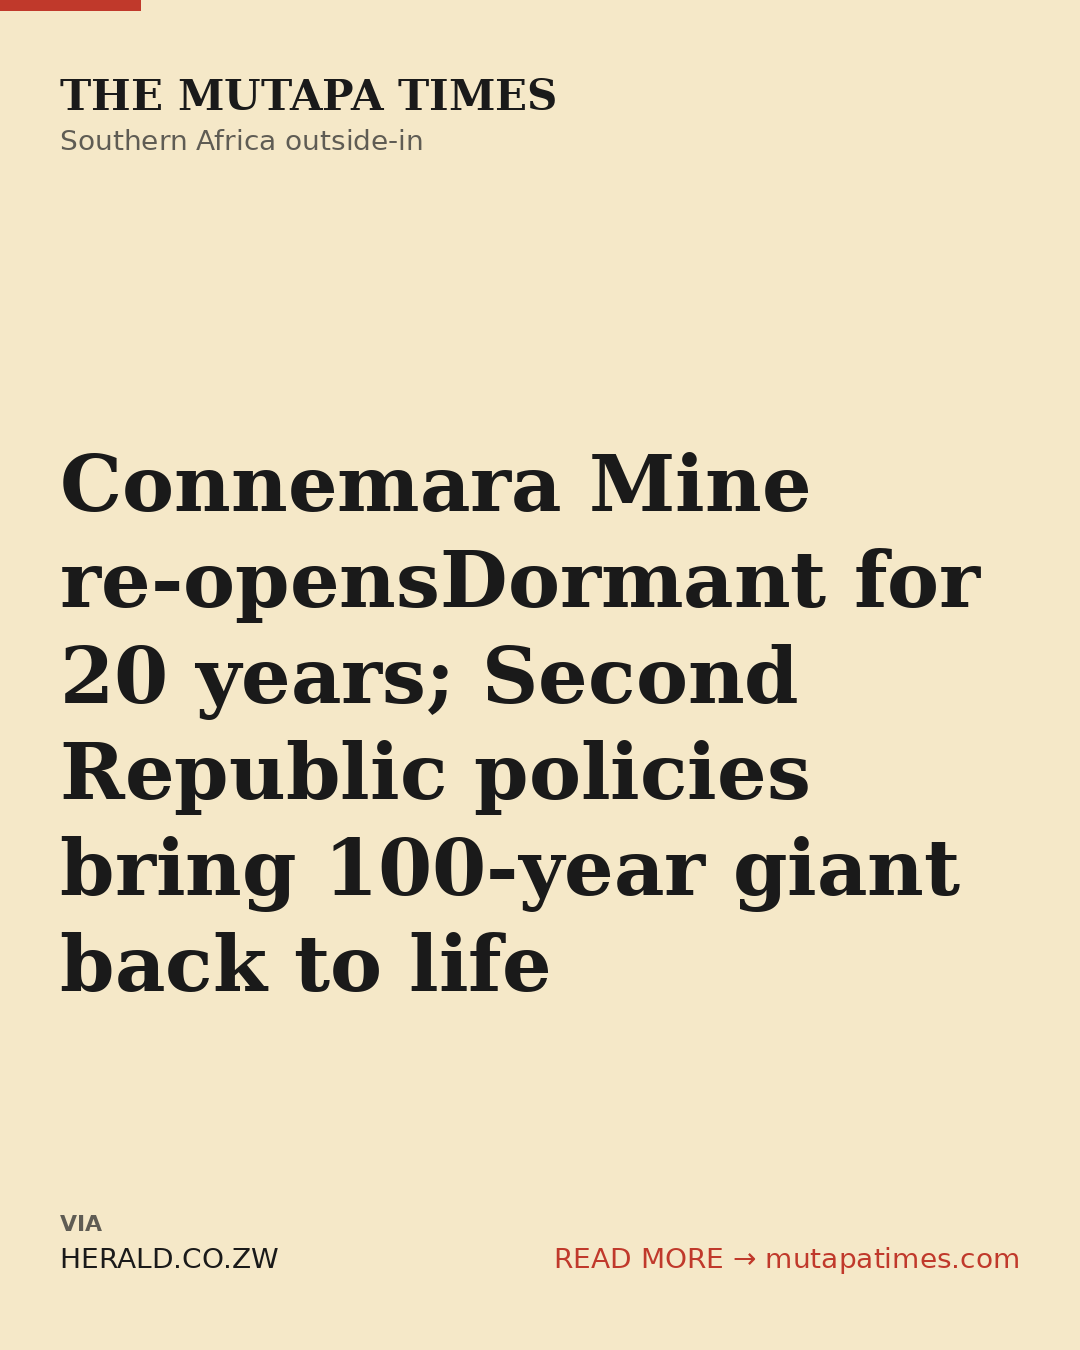 THE MUTAPA TIMES
Southern Africa outside-in
Connemara Mine
re-opensDormant for
20 years; Second
Republic policies
bring 100-year giant
back to life
VIA
HERALD.CO.ZW
READ MORE → mutapatimes.com